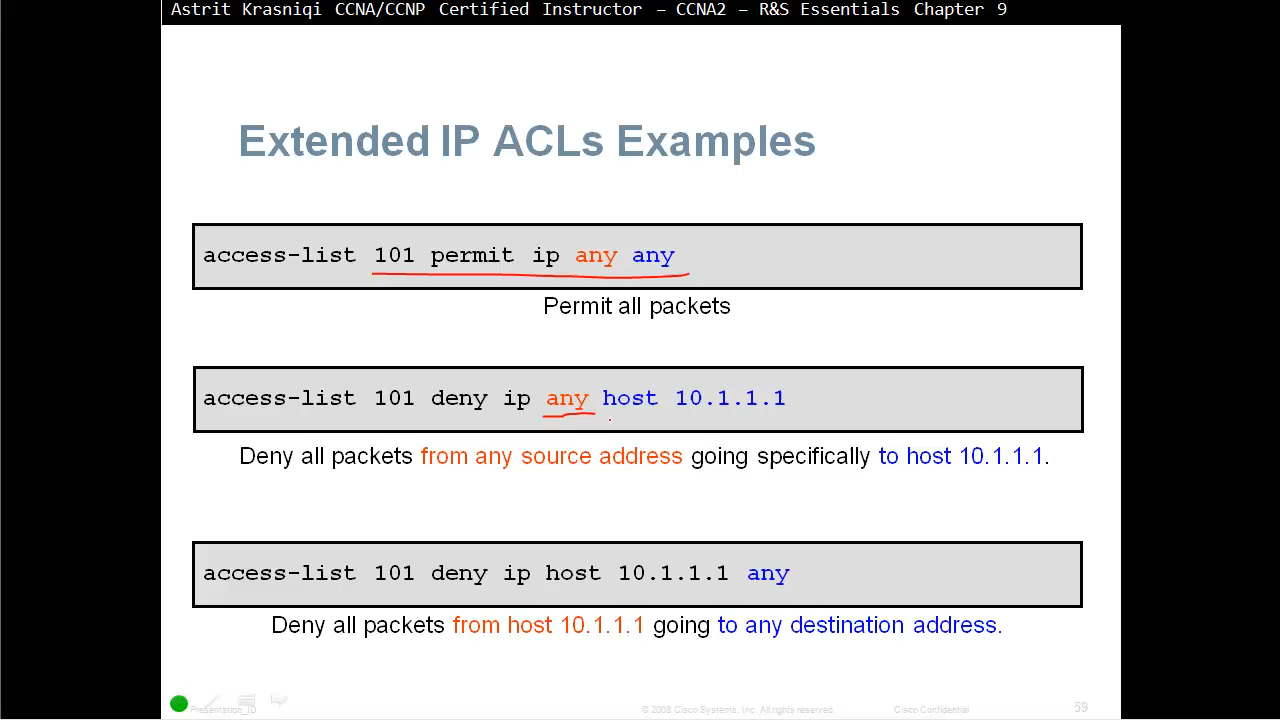 Astrit Krasniqi CCNA/CCNP Certified Instructor – CCNA2 – R&S Essentials Chapter 9
Extended IP ACLs Examples
access-list 101 permit ip any any
Permit all packets
access-list 101 deny ip any host 10.1.1.1
Deny all packets from any source address going specifically to host 10.1.1.1.
access-list 101 deny ip host 10.1.1.1 any
Deny all packets from host 10.1.1.1 going to any destination address.
Presentation_ID
© 2008 Cisco Systems, Inc. All rights reserved.
Cisco Confidential
59